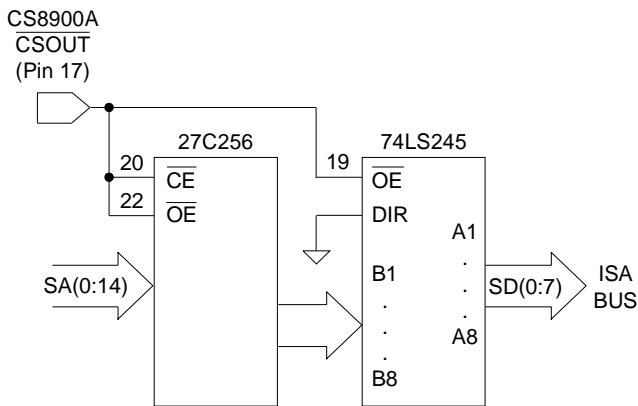 CS8900A
CSOUT
(Pin 17)
27C256
74LS245
20
CE
22
OE
19
OE
DIR
A1
.
.
.
A8
SA(0:14)
B1
.
.
.
B8
SD(0:7)
ISA
BUS